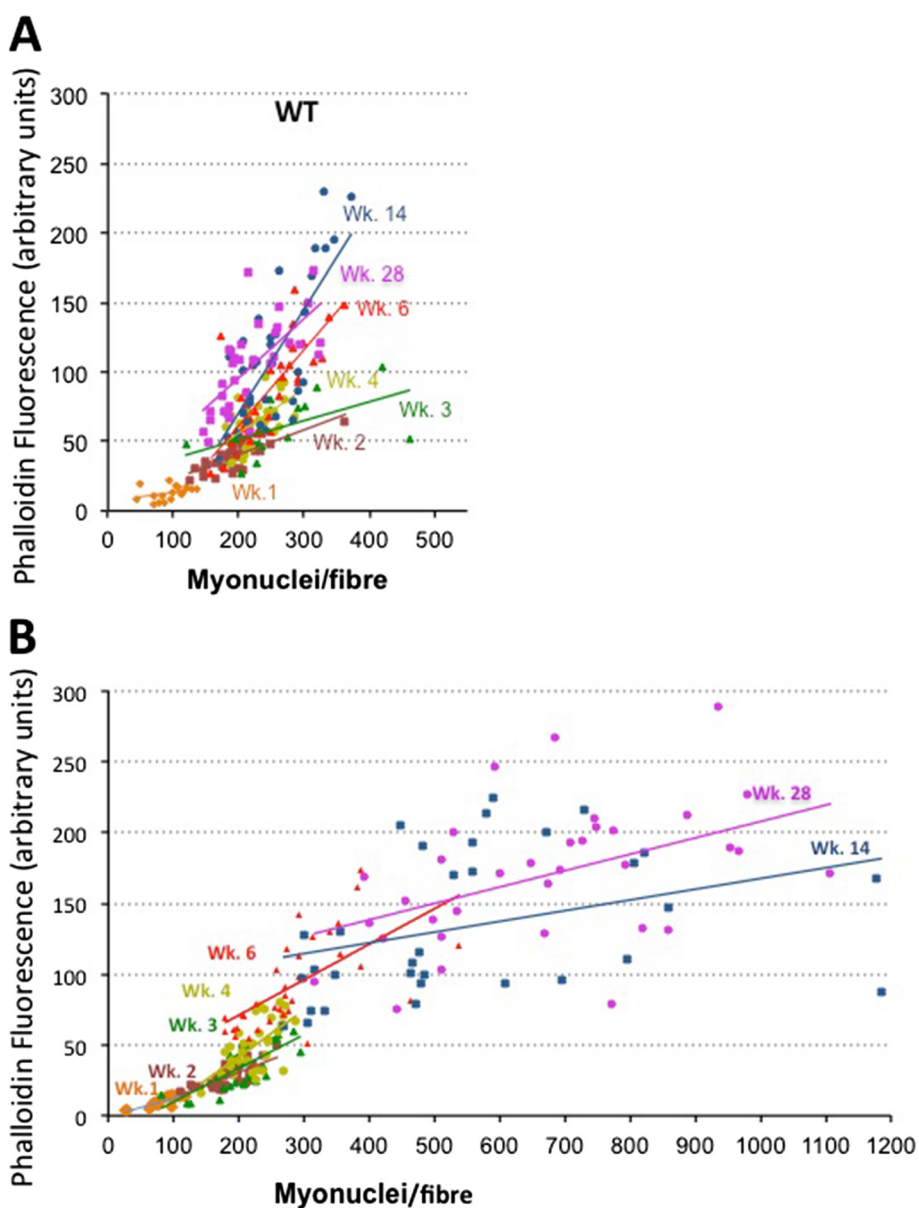 A
Phalloidin Fluorescence (arbitrary units)
WT
300
250
200
150
100
50
0
Wk. 14
Wk. 28
Wk. 6
Wk. 4
Wk. 3
Wk. 2
Wk.1
0 100 200 300 400 500
Myonuclei/fibre
B
Phalloidin Fluorescence (arbitrary units)
300
250
200
150
100
50
0
Wk. 28
Wk. 14
Wk. 6
Wk. 4
Wk. 3
Wk. 2
Wk.1
0 100 200 300 400 500 600 700 800 900 1000 1100 1200
Myonuclei/fibre